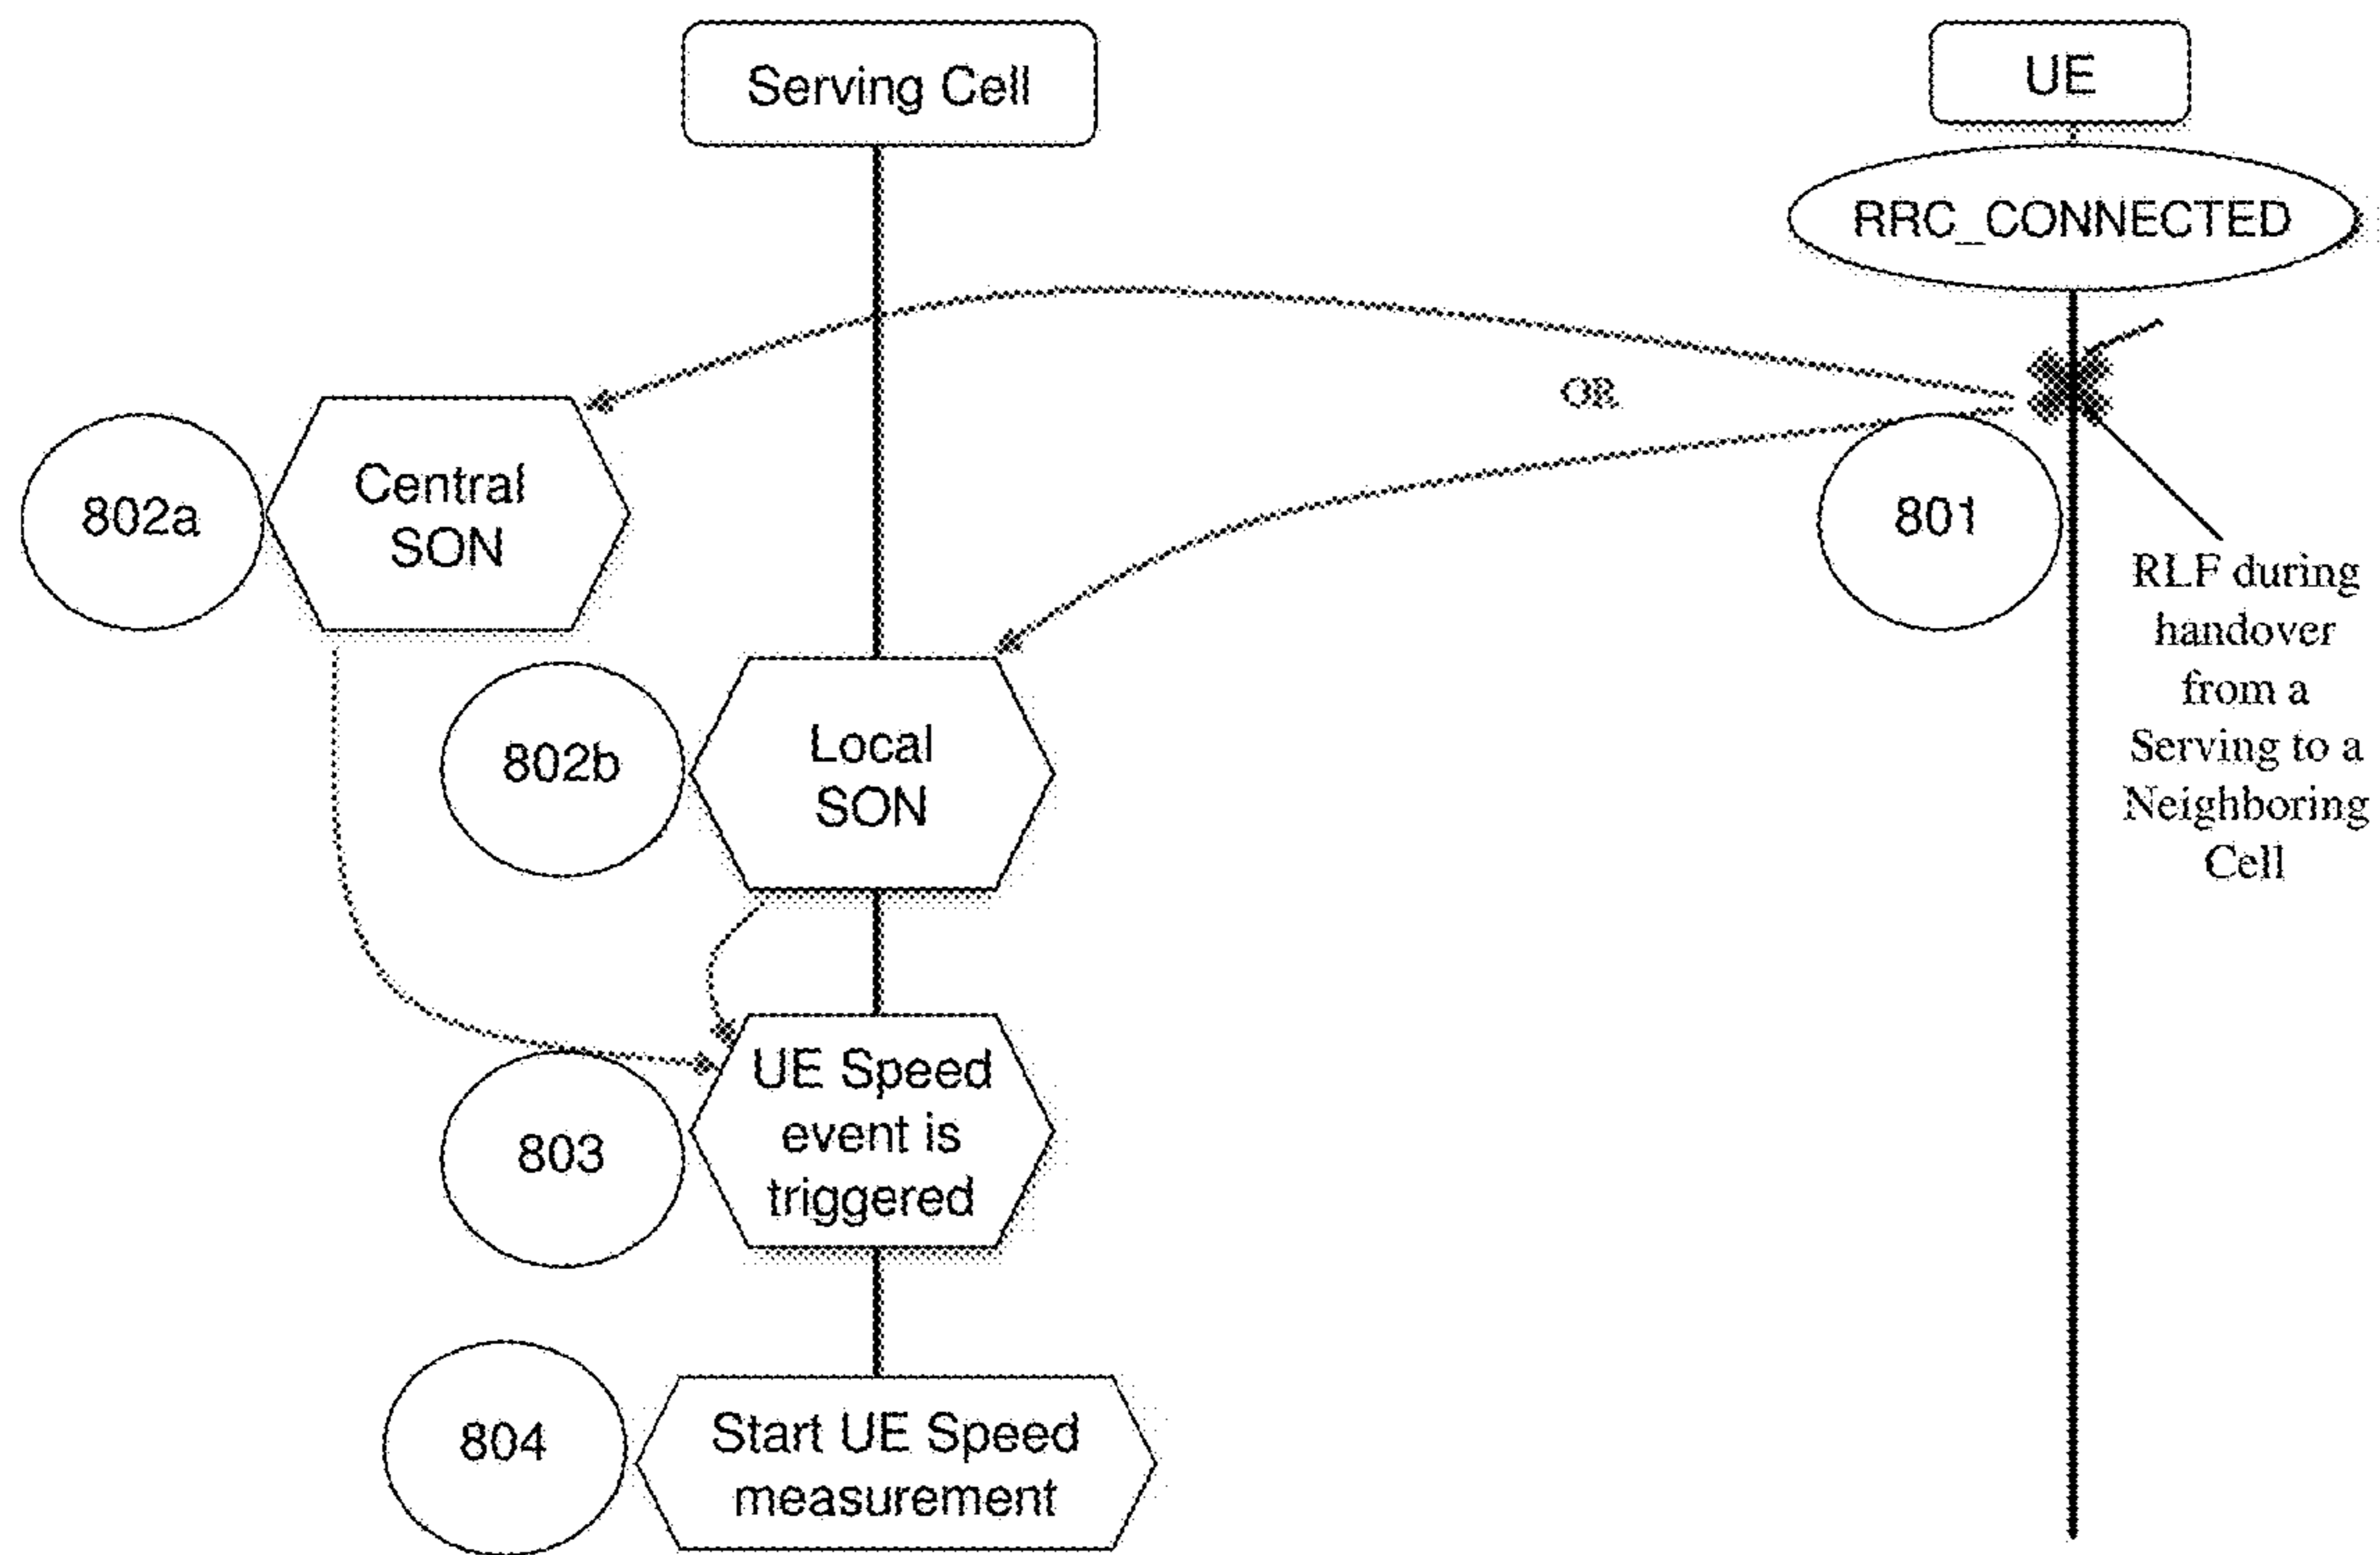 Serving Cell
UE
RRC_CONNECTED
OR
802a
Central
SON
801
RLF during
handover
from a
Serving to a
Neighboring
Cell
802b
Local
SON
803
UE Speed
event is
triggered
804
Start UE Speed
measurement